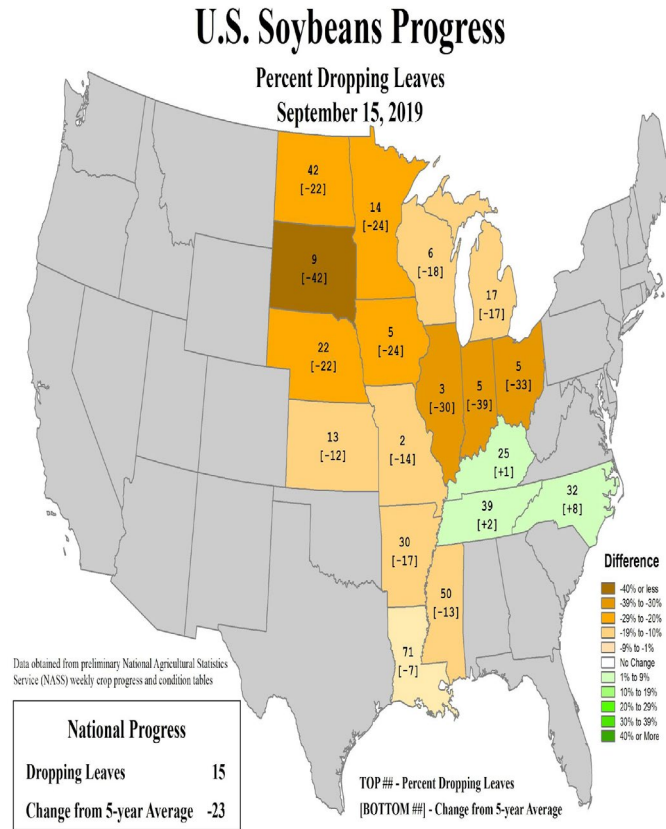 U.S. Soybeans Progress
Percent Dropping Leaves
September 15, 2019
42
[-22]
14
[-24]
9
[-42]
6
[-18]
17
[-17]
22
[-22]
5
[-24]
3
[-30]
5
[-39]
5
[-33]
13
[-12]
2
[-14]
25
[+1]
39
[+2]
32
[+8]
30
[-17]
50
[-13]
71
[-7]
Difference
-40% or less
-39% to -30%
-29% to -20%
-19% to -10%
-9% to -1%
No Change
1% to 9%
10% to 19%
20% to 29%
30% to 39%
40% or More
Data obtained from preliminary National Agricultural Statistics
Service (NASS) weekly crop progress and condition tables
National Progress
Dropping Leaves 15
Change from 5-year Average -23
TOP ## - Percent Dropping Leaves
[BOTTOM ##] - Change from 5-year Average